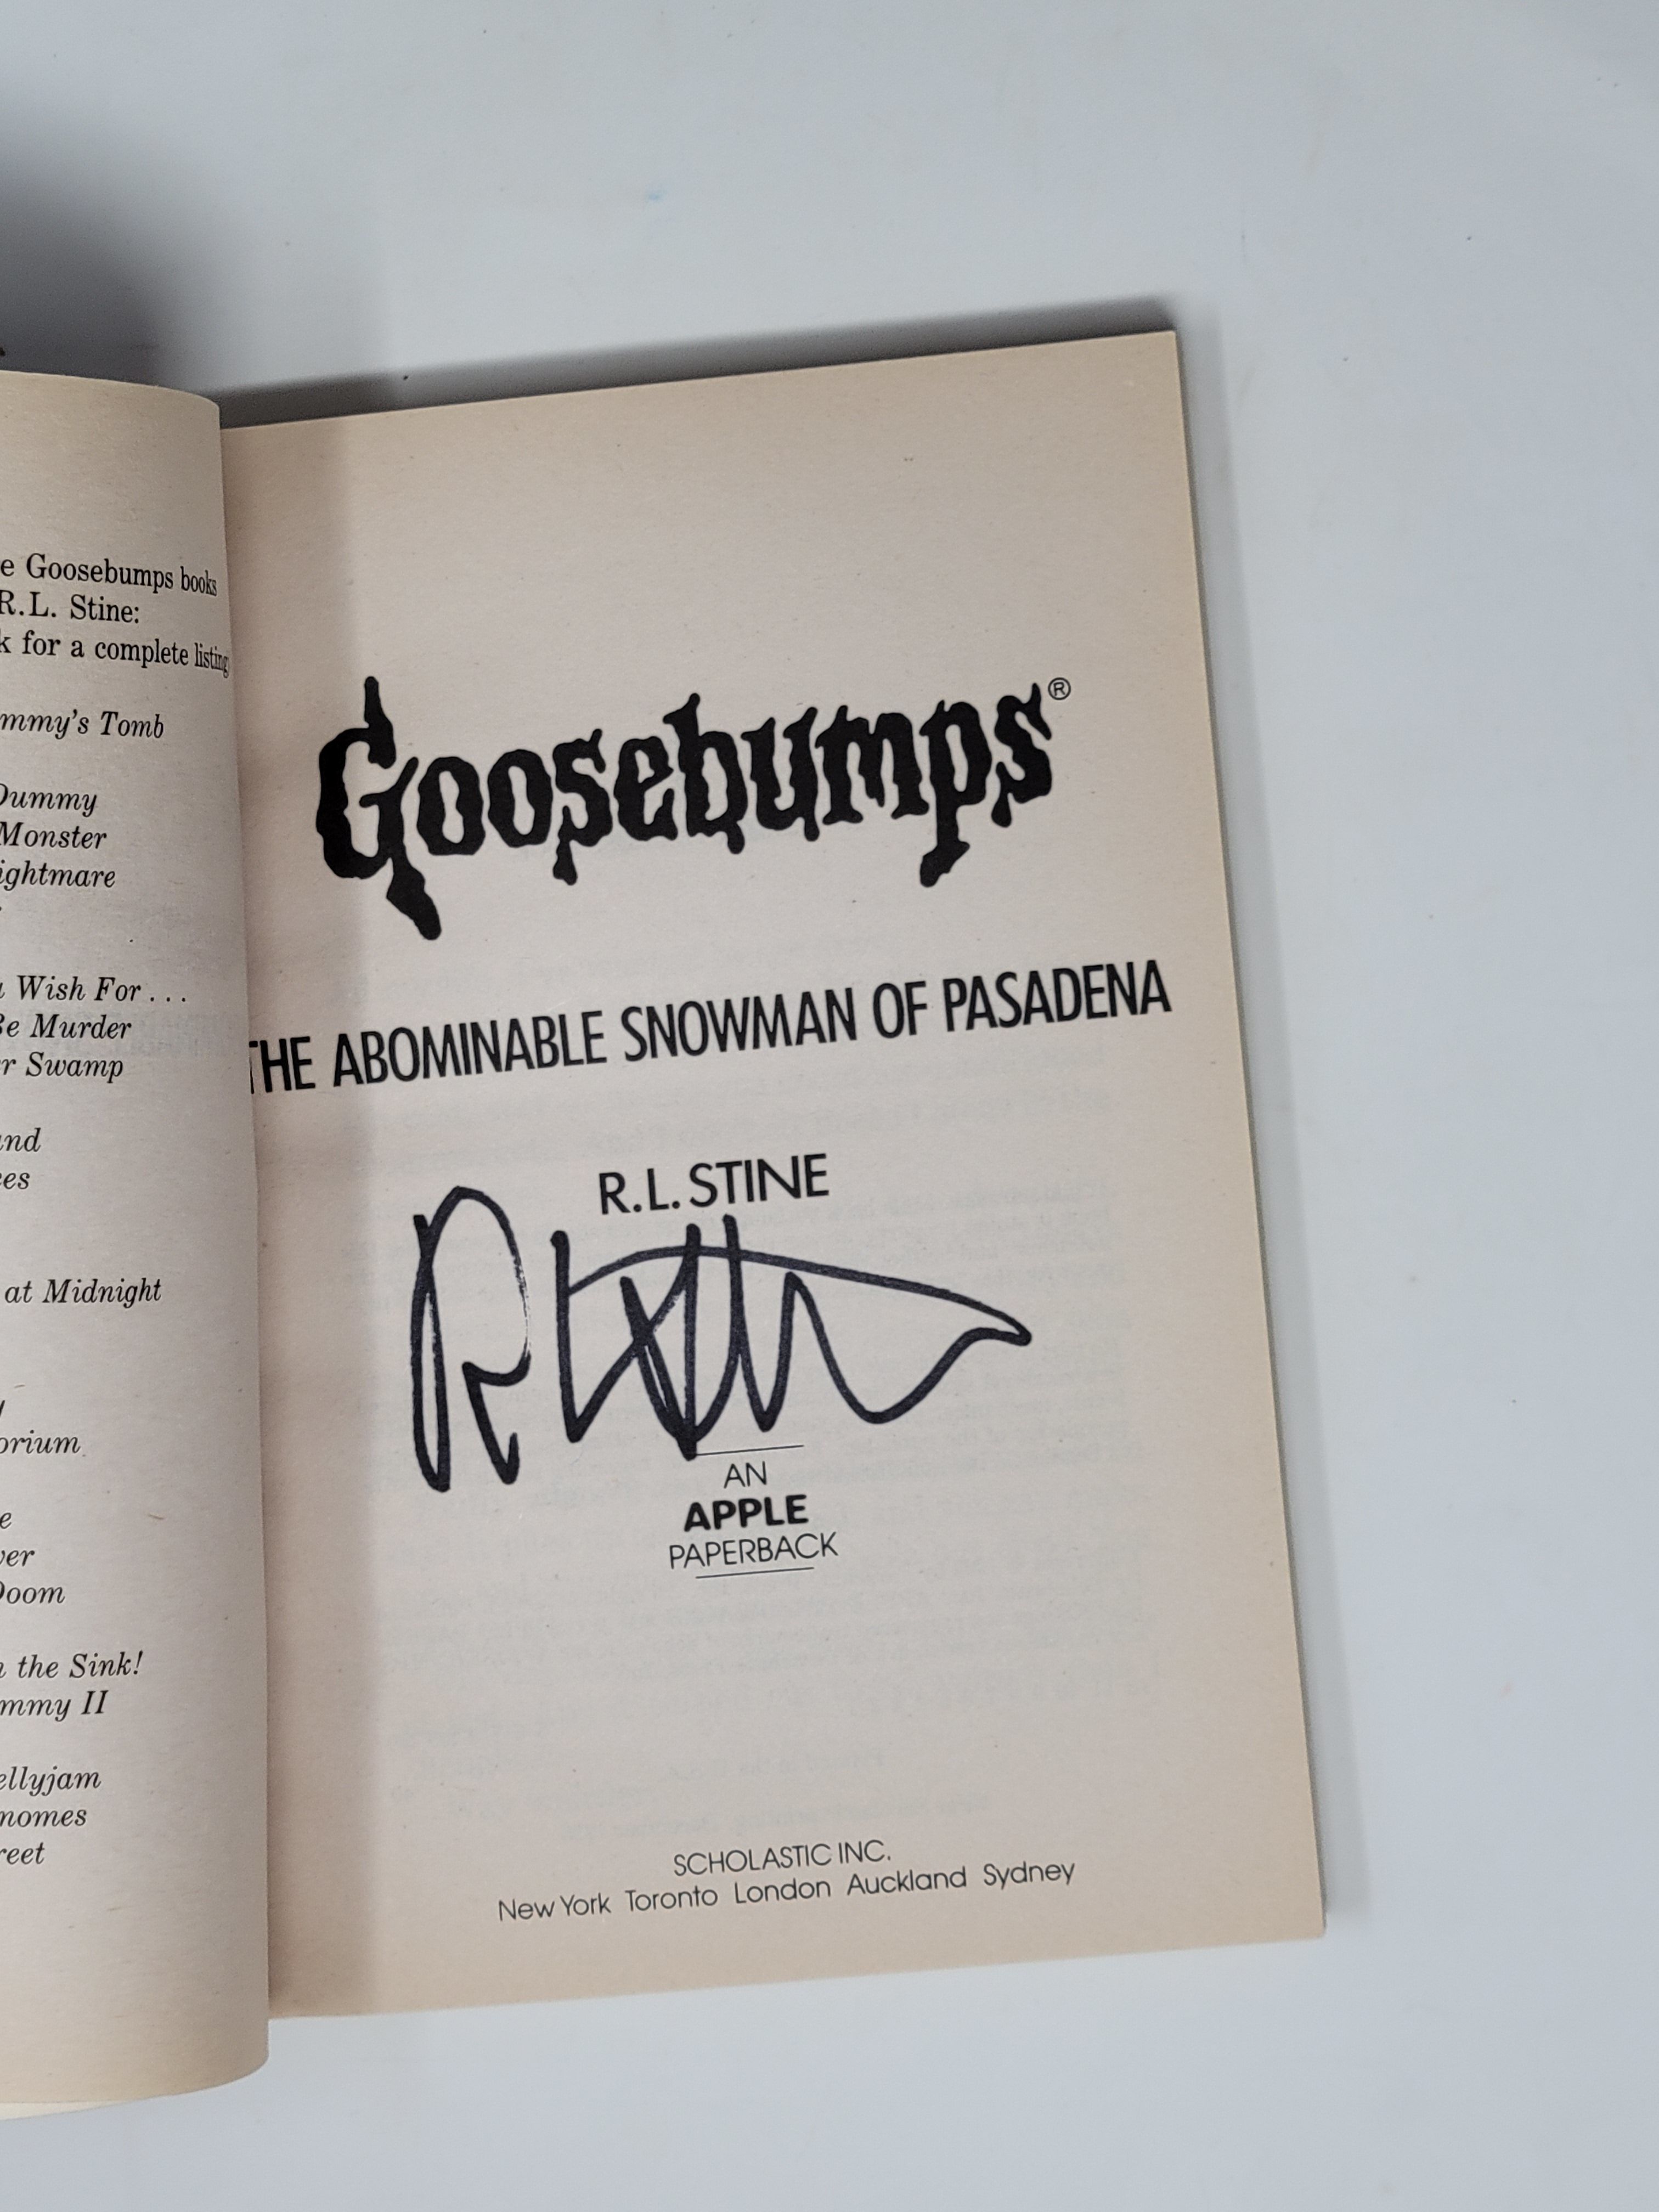 e Goosebumps books
R.L. Stine:
k for a complete listing
mmy's Tomb
Dummy
Monster
ightmare
Wish For . . .
Be Murder
r Swamp
and
ces
at Midnight
orium
e
ver
Doom
the Sink!
mmy II
ellyjam
nomes
reet
Goosebumps®
THE ABOMINABLE SNOWMAN OF PASADENA
R.L. STINE
AN
APPLE
PAPERBACK
SCHOLASTIC INC.
New York Toronto London Auckland Sydney